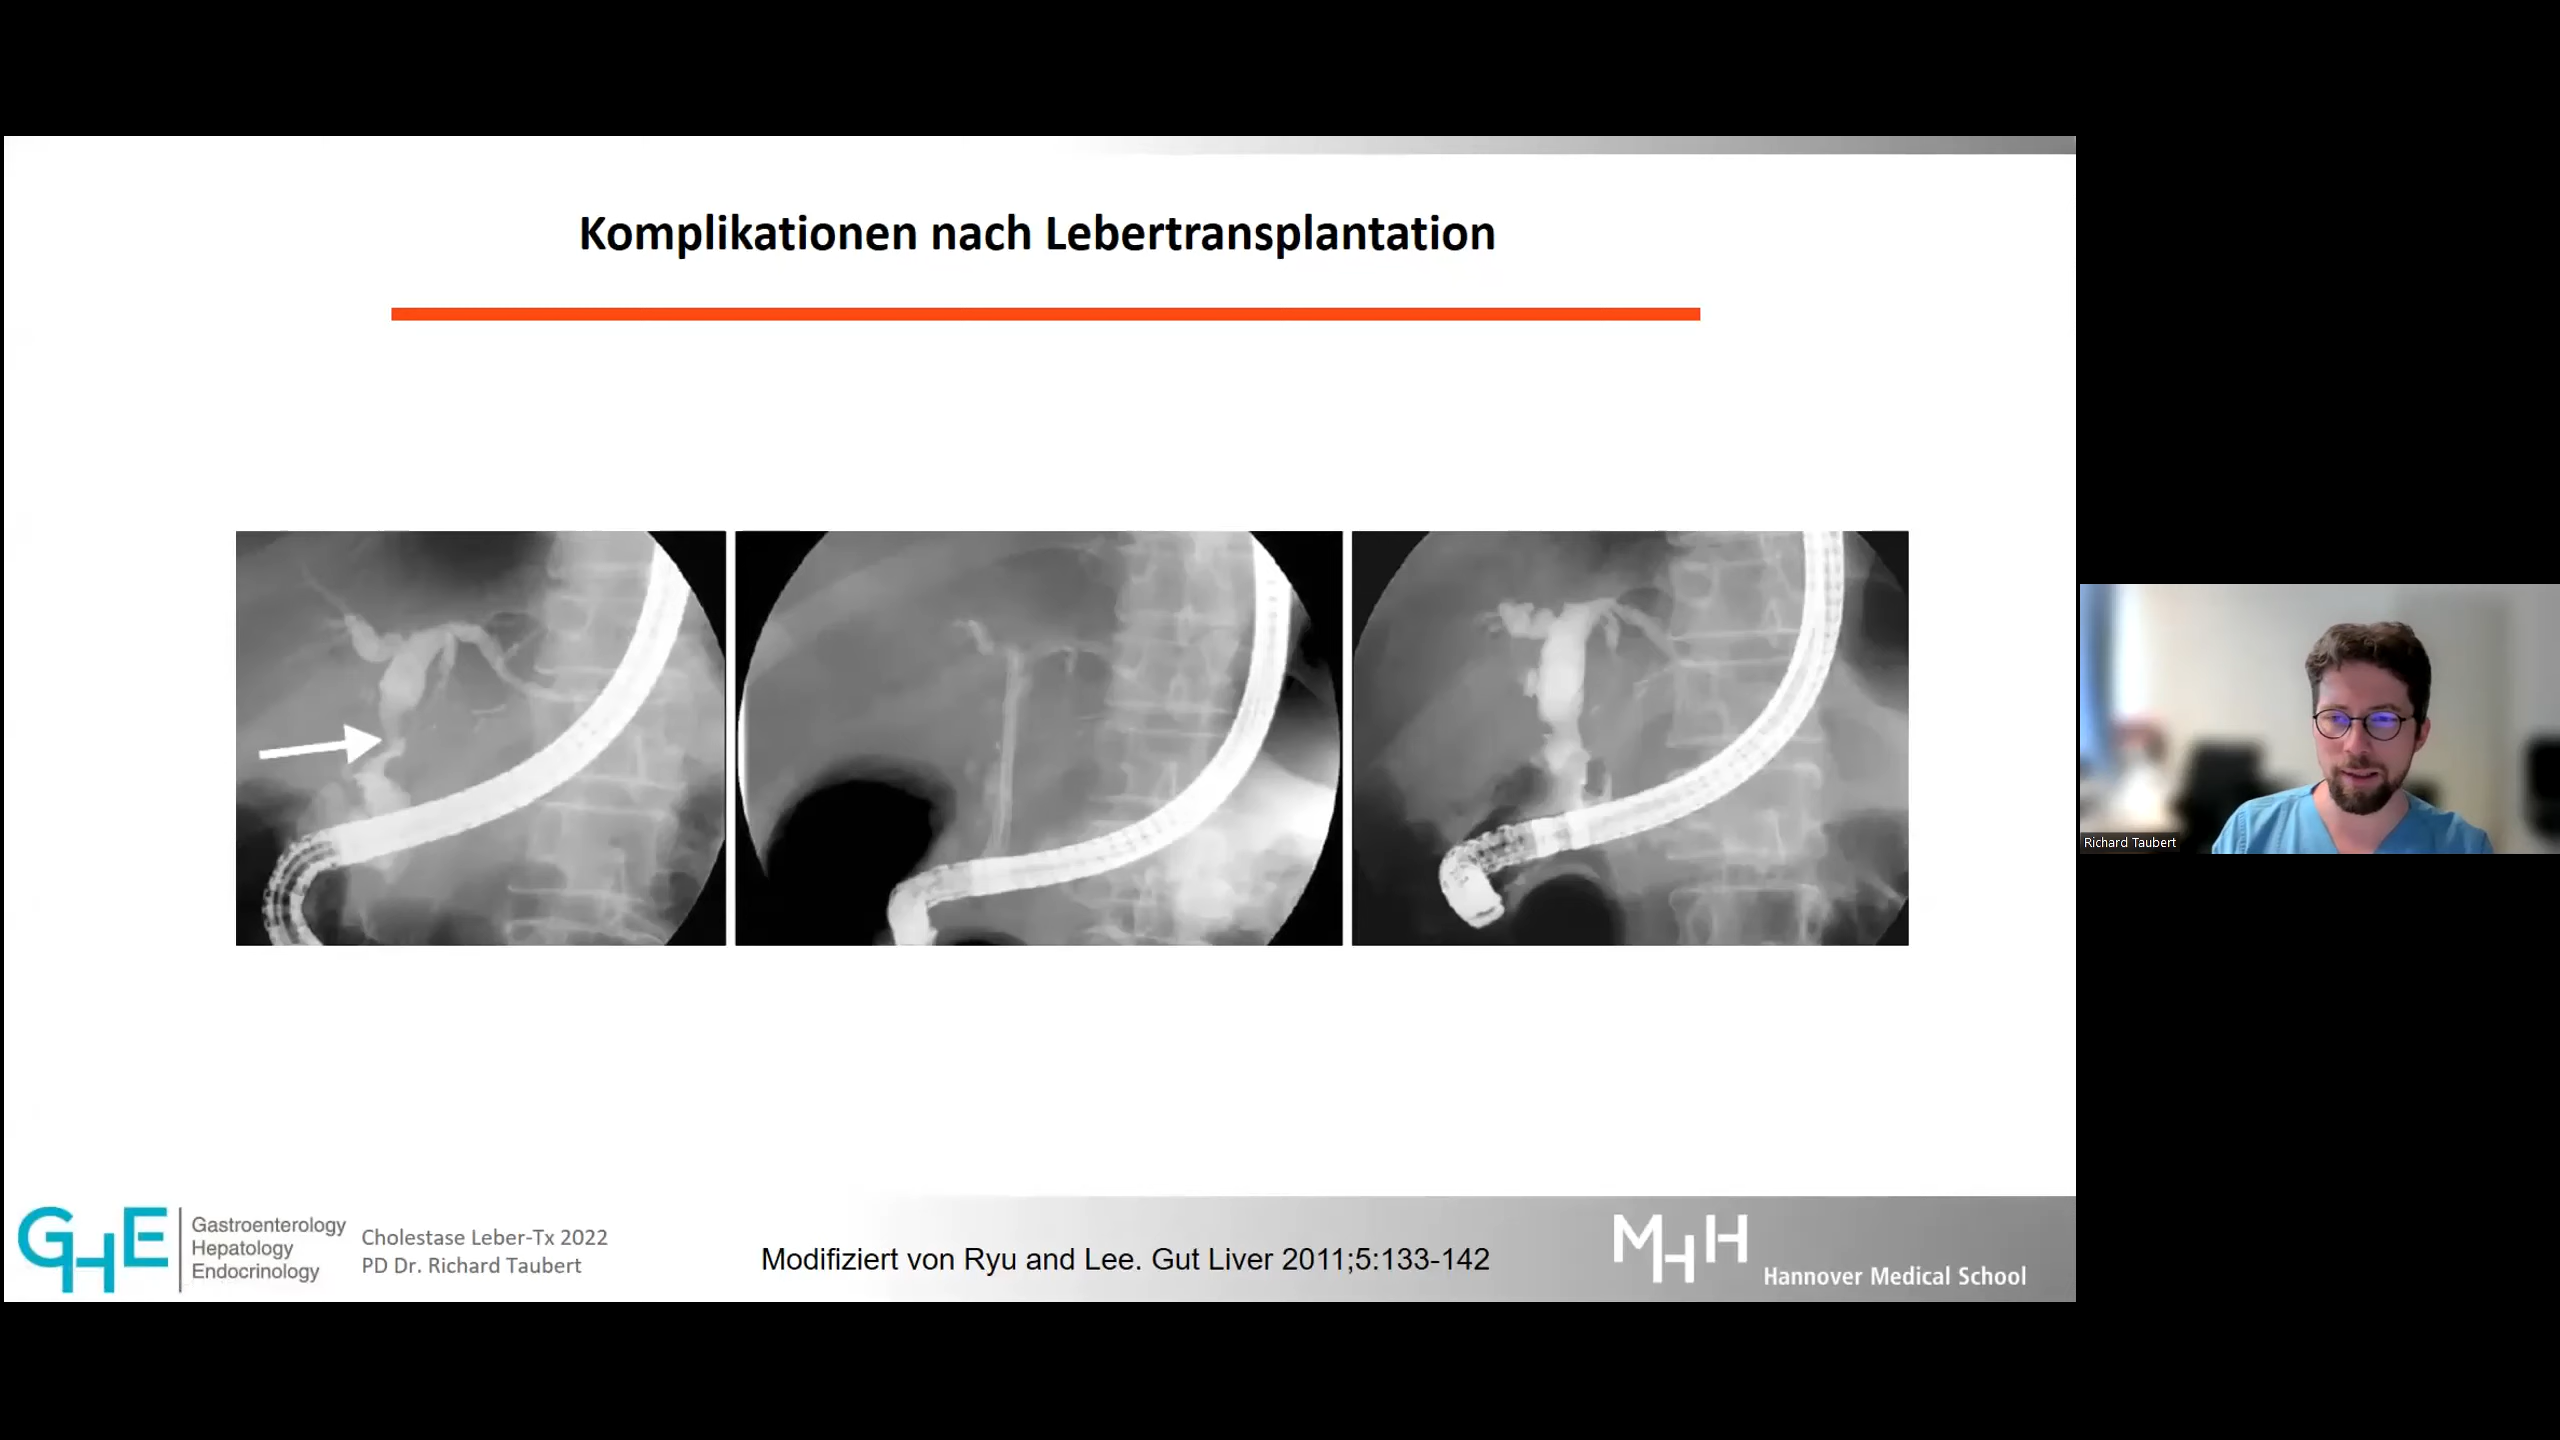 Komplikationen nach Lebertransplantation
Richard Taubert
GHE
Gastroenterology
Hepatology
Endocrinology
Cholestase Leber-Tx 2022
PD Dr. Richard Taubert
Modifiziert von Ryu and Lee. Gut Liver 2011;5:133-142
MHH
Hannover Medical School